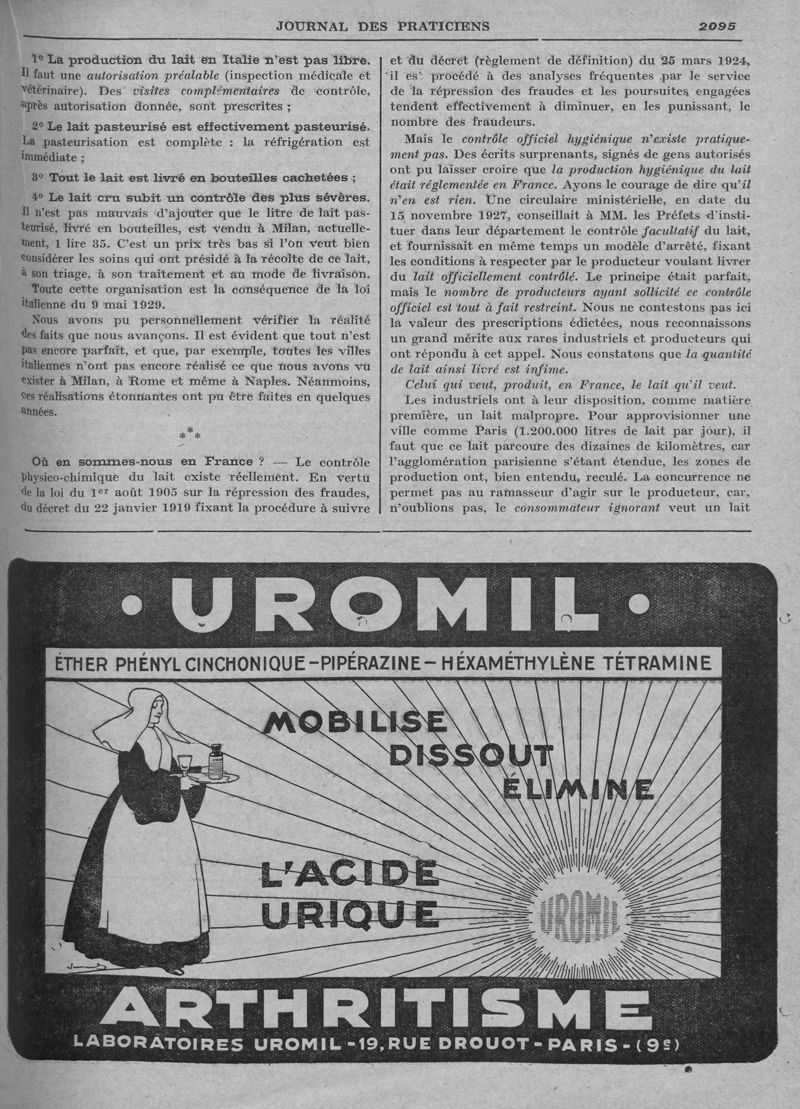 JOURNAL DES PRATICIENS
2095
1º La production du lait en Italie n'est pas libre.
Il faut une autorisation préalable (inspection médicale et
vétérinaire). Des visites complémentaires de contrôle,
après autorisation donnée, sont prescrites ;
2º Le lait pasteurisé est effectivement pasteurisé.
La pasteurisation est complète : la réfrigération est
immédiate ;
3º Tout le lait est livré en bouteilles cachetées ;
4º Le lait cru subit un contrôle des plus sévères.
Il n'est pas mauvais d'ajouter que le litre de lait pas-
teurisé, livré en bouteilles, est vendu à Milan, actuelle-
ment, 1 lire 35. C'est un prix très bas si l'on veut bien
considérer les soins qui ont présidé à la récolte de ce lait,
à son triage, à son traitement et au mode de livraison.
Toute cette organisation est la conséquence de la loi
italienne du 9 mai 1929.
Nous avons pu personnellement vérifier la réalité
des faits que nous avançons. Il est évident que tout n'est
pas encore parfait, et que, par exemple, toutes les villes
italiennes n'ont pas encore réalisé ce que nous avons vu
exister à Milan, à Rome et même à Naples. Néanmoins,
ces réalisations étonnantes ont pu être faites en quelques
années.
***
Où en sommes-nous en France ? — Le contrôle
physico-chimique du lait existe réellement. En vertu
de la loi du 1er août 1905 sur la répression des fraudes,
du décret du 22 janvier 1919 fixant la procédure à suivre
et du décret (règlement de définition) du 25 mars 1924,
il es' procédé à des analyses fréquentes par le service
de la répression des fraudes et les poursuites engagées
tendent effectivement à diminuer, en les punissant, le
nombre des fraudeurs.
Mais le contrôle officiel hygiénique n'existe pratique-
ment pas. Des écrits surprenants, signés de gens autorisés
ont pu laisser croire que la production hygiénique du lait
était réglementée en France. Ayons le courage de dire qu'il
n'en est rien. Une circulaire ministérielle, en date du
15 novembre 1927, conseillait à MM. les Préfets d'insti-
tuer dans leur département le contrôle facultatif du lait,
et fournissait en même temps un modèle d'arrêté, fixant
les conditions à respecter par le producteur voulant livrer
du lait officiellement contrôlé. Le principe était parfait,
mais le nombre de producteurs ayant sollicité ce contrôle
officiel est tout à fait restreint. Nous ne contestons pas ici
la valeur des prescriptions édictées, nous reconnaissons
un grand mérite aux rares industriels et producteurs qui
ont répondu à cet appel. Nous constatons que la quantité
de lait ainsi livré est infime.
Celui qui veut, produit, en France, le lait qu'il veut.
Les industriels ont à leur disposition, comme matière
première, un lait malpropre. Pour approvisionner une
ville comme Paris (1.200.000 litres de lait par jour), il
faut que ce lait parcoure des dizaines de kilomètres, car
l'agglomération parisienne s'étant étendue, les zones de
production ont, bien entendu, reculé. La concurrence ne
permet pas au ramasseur d'agir sur le producteur, car,
n'oublions pas, le consommateur ignorant veut un lait
• UROMIL •
ÉTHER PHÉNYL CINCHONIQUE – PIPÉRAZINE – HÉXAMÉTHYLÈNE TÉTRAMINE
MOBILISE
DISSOUT
ÉLIMINE
L'ACIDE
URIQUE
UROMIL
ARTHRITISME
LABORATOIRES UROMIL - 19, RUE DROUOT - PARIS - (9e)